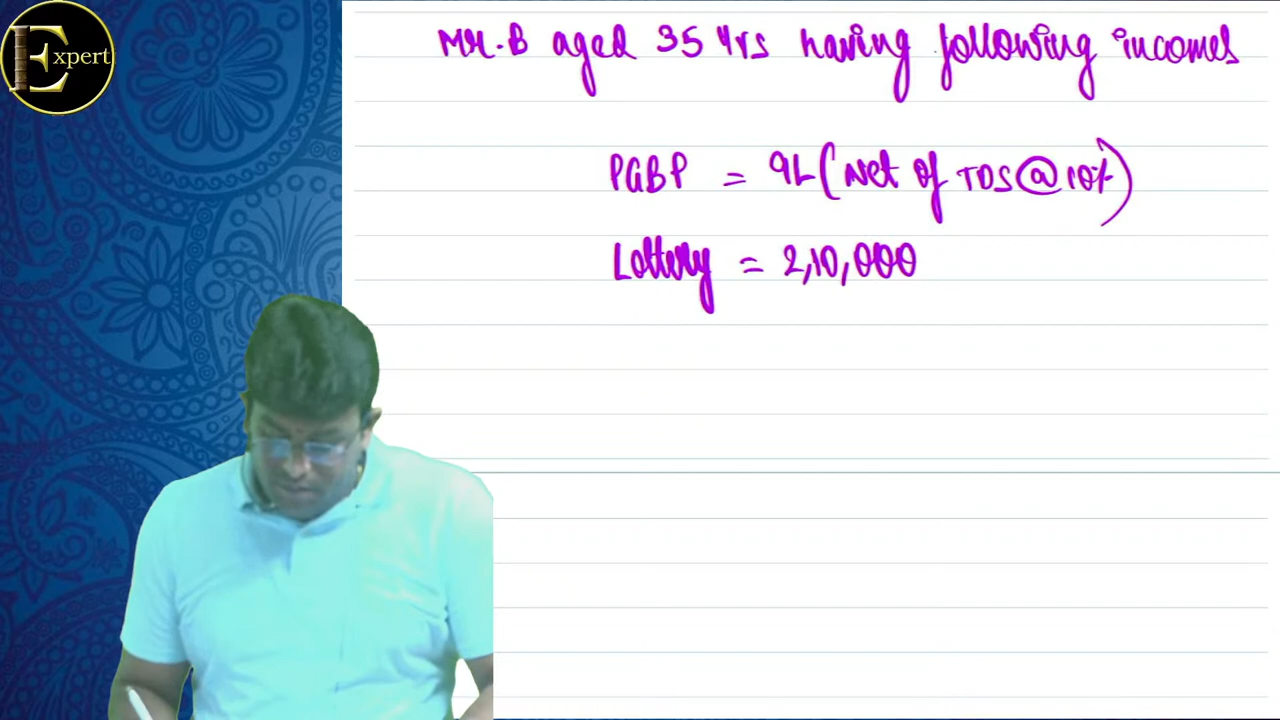 Expert
Mr. B aged 35 yrs having following incomes
PGBP = 9L (Net of TDS @ 10%)
Lottery = 2,10,000